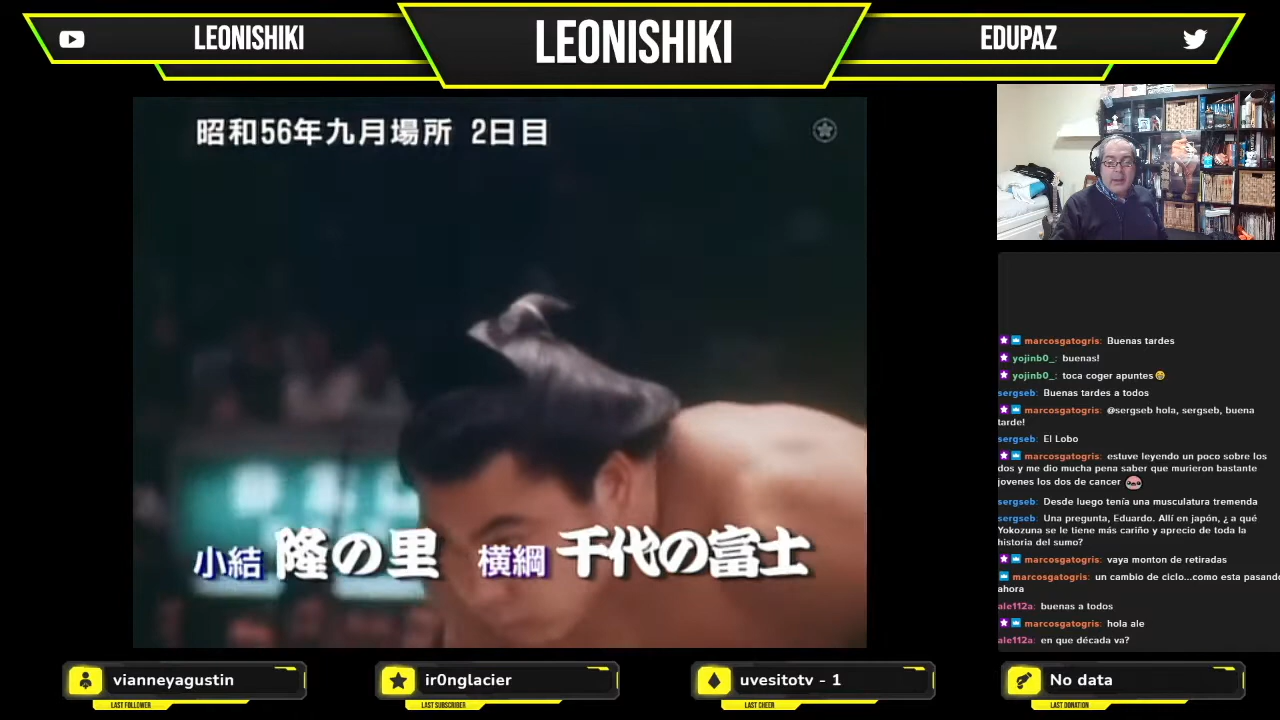 LEONISHIKI
LEONISHIKI
EDUPAZ
昭和56年九月場所 2日目
小結 隆の里 横綱 千代の富士
marcosgatogris: Buenas tardes
yojinb0_: buenas!
yojinb0_: toca coger apuntes
sergseb: Buenas tardes a todos
marcosgatogris: @sergseb hola, sergseb, buena
tarde!
sergseb: El Lobo
marcosgatogris: estuve leyendo un poco sobre los
dos y me dio mucha pena saber que murieron bastante
jovenes los dos de cancer
sergseb: Desde luego tenía una musculatura tremenda
sergseb: Una pregunta, Eduardo. Allí en japón, ¿ a qué
Yokozuna se le tiene más cariño y aprecio de toda la
historia del sumo?
marcosgatogris: vaya monton de retiradas
marcosgatogris: un cambio de ciclo...como esta pasando
ahora
ale112a: buenas a todos
marcosgatogris: hola ale
ale112a: en que década va?
vianneyagustin
LAST FOLLOWER
ir0nglacier
LAST SUBSCRIBER
uvesitotv - 1
LAST CHEER
No data
LAST DONATION